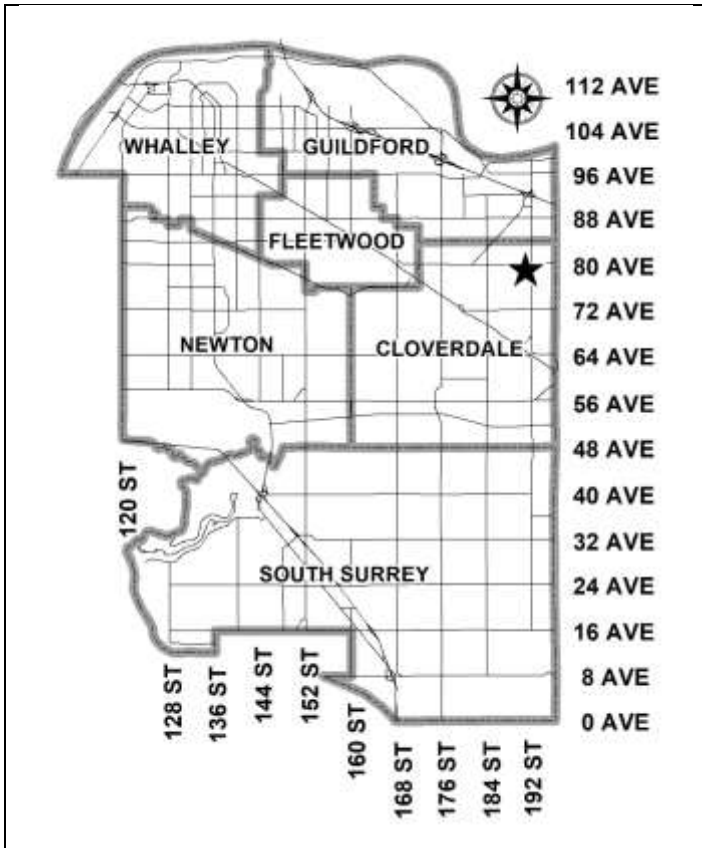 112 AVE
104 AVE
WHALLEY
GUILDFORD
96 AVE
88 AVE
FLEETWOOD
80 AVE
72 AVE
NEWTON
CLOVERDALE
64 AVE
56 AVE
48 AVE
120 ST
40 AVE
32 AVE
SOUTH SURREY
24 AVE
16 AVE
8 AVE
0 AVE
128 ST
136 ST
144 ST
152 ST
160 ST
168 ST
176 ST
184 ST
192 ST